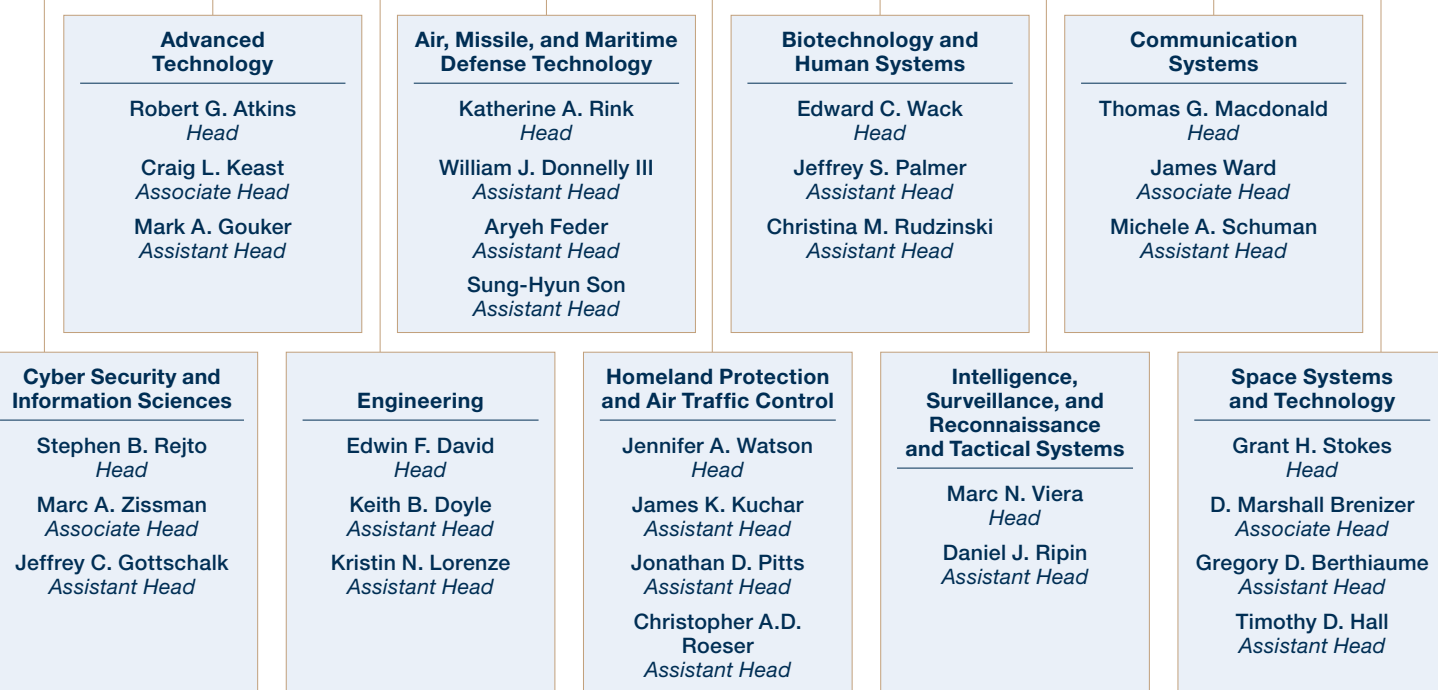 Advanced
Technology
Robert G. Atkins
Head
Craig L. Keast
Associate Head
Mark A. Gouker
Assistant Head
Air, Missile, and Maritime
Defense Technology
Katherine A. Rink
Head
William J. Donnelly III
Assistant Head
Aryeh Feder
Assistant Head
Sung-Hyun Son
Assistant Head
Biotechnology and
Human Systems
Edward C. Wack
Head
Jeffrey S. Palmer
Assistant Head
Christina M. Rudzinski
Assistant Head
Communication
Systems
Thomas G. Macdonald
Head
James Ward
Associate Head
Michele A. Schuman
Assistant Head
Cyber Security and
Information Sciences
Stephen B. Rejto
Head
Marc A. Zissman
Associate Head
Jeffrey C. Gottschalk
Assistant Head
Engineering
Edwin F. David
Head
Keith B. Doyle
Assistant Head
Kristin N. Lorenze
Assistant Head
Homeland Protection
and Air Traffic Control
Jennifer A. Watson
Head
James K. Kuchar
Assistant Head
Jonathan D. Pitts
Assistant Head
Christopher A.D.
Roeser
Assistant Head
Intelligence,
Surveillance, and
Reconnaissance
and Tactical Systems
Marc N. Viera
Head
Daniel J. Ripin
Assistant Head
Space Systems
and Technology
Grant H. Stokes
Head
D. Marshall Brenizer
Associate Head
Gregory D. Berthiaume
Assistant Head
Timothy D. Hall
Assistant Head